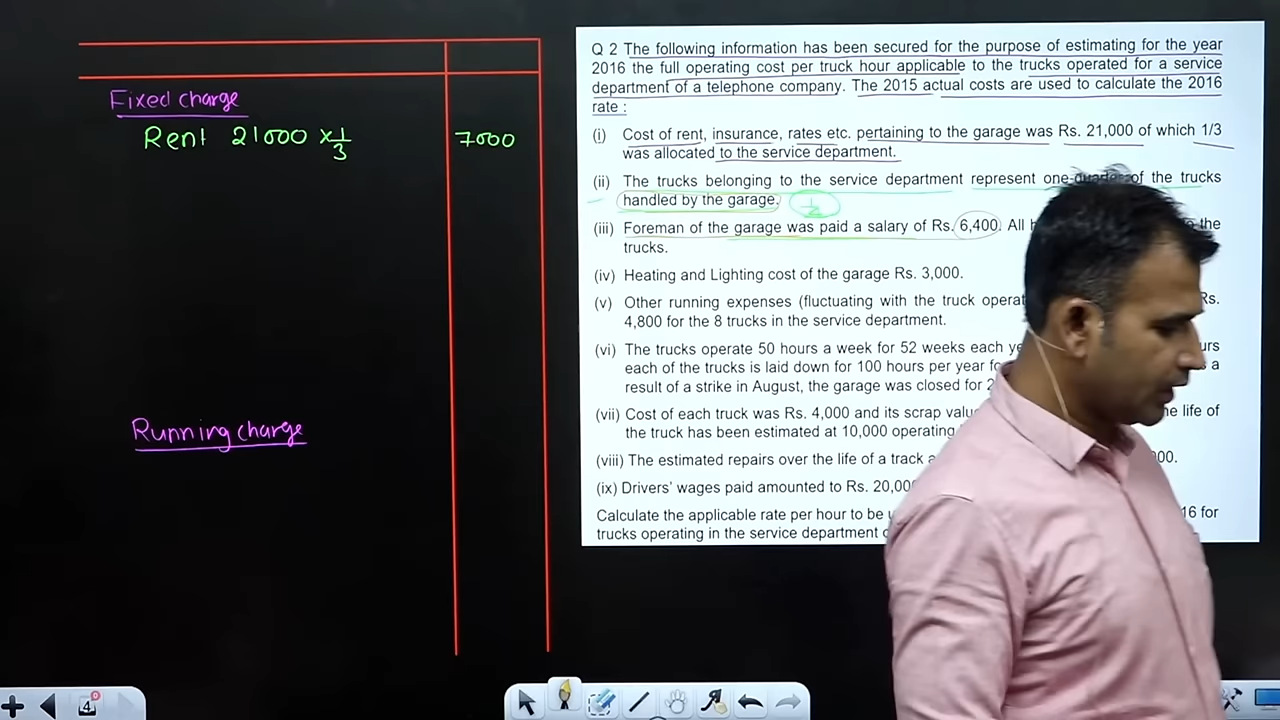 Fixed charge
Rent 21000 × 1/3 7000
Running charge
Q 2 The following information has been secured for the purpose of estimating for the year
2016 the full operating cost per truck hour applicable to the trucks operated for a service
department of a telephone company. The 2015 actual costs are used to calculate the 2016
rate :
(i) Cost of rent, insurance, rates etc. pertaining to the garage was Rs. 21,000 of which 1/3
was allocated to the service department.
(ii) The trucks belonging to the service department represent one of the trucks
handled by the garage.
(iii) Foreman of the garage was paid a salary of Rs. 6,400. All the
trucks.
(iv) Heating and Lighting cost of the garage Rs. 3,000.
(v) Other running expenses (fluctuating with the truck Rs.
4,800 for the 8 trucks in the service department.
(vi) The trucks operate 50 hours a week for 52 weeks each
each of the trucks is laid down for 100 hours per year a
result of a strike in August, the garage was closed for
(vii) Cost of each truck was Rs. 4,000 and its scrap life of
the truck has been estimated at 10,000 operating
(viii) The estimated repairs over the life of a track
(ix) Drivers' wages paid amounted to Rs.
Calculate the applicable rate per hour to be for
trucks operating in the service department
4